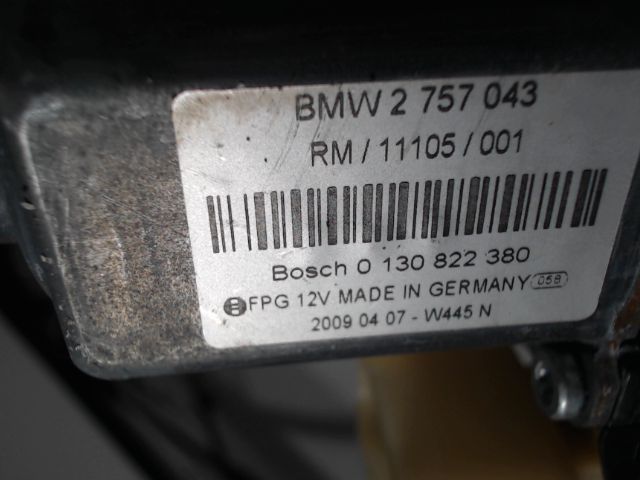 BMW 2 757 043
RM / 11105 / 001
Bosch 0 130 822 380
FPG 12V MADE IN GERMANY 058
2009 04 07 - W445 N